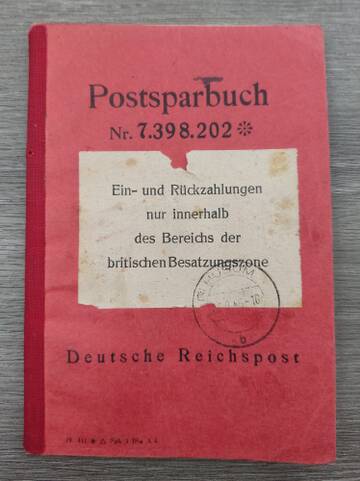 Postsparbuch
Nr. 7.398.202 ❊
Ein- und Rückzahlungen
nur innerhalb
des Bereichs der
britischen Besatzungszone
Deutsche Reichspost